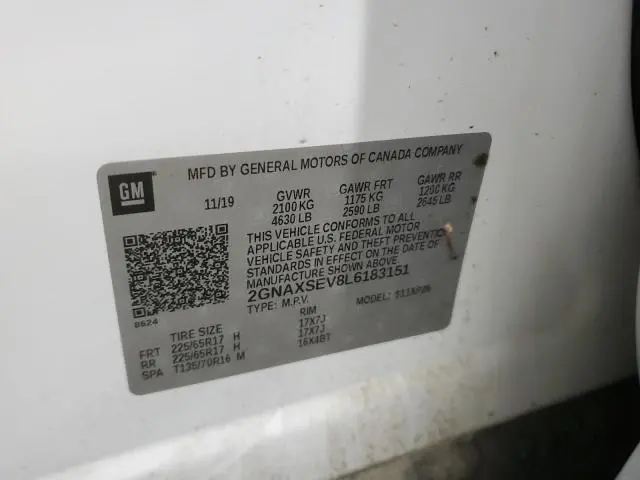 MFD BY GENERAL MOTORS OF CANADA COMPANY
GM
11/19 GVWR GAWR FRT GAWR RR
2100 KG 1175 KG 1200 KG
4630 LB 2590 LB 2645 LB
THIS VEHICLE CONFORMS TO ALL
APPLICABLE U.S. FEDERAL MOTOR
VEHICLE SAFETY AND THEFT PREVENTION
STANDARDS IN EFFECT ON THE DATE OF
MANUFACTURE SHOWN ABOVE.
2GNAXSEV8L6183151
TYPE: M.P.V. MODEL:
8624
TIRE SIZE RIM
FRT 225/65R17 H 17X7J
RR 225/65R17 H 17X7J
SPA T135/70R16 M 16X4BT